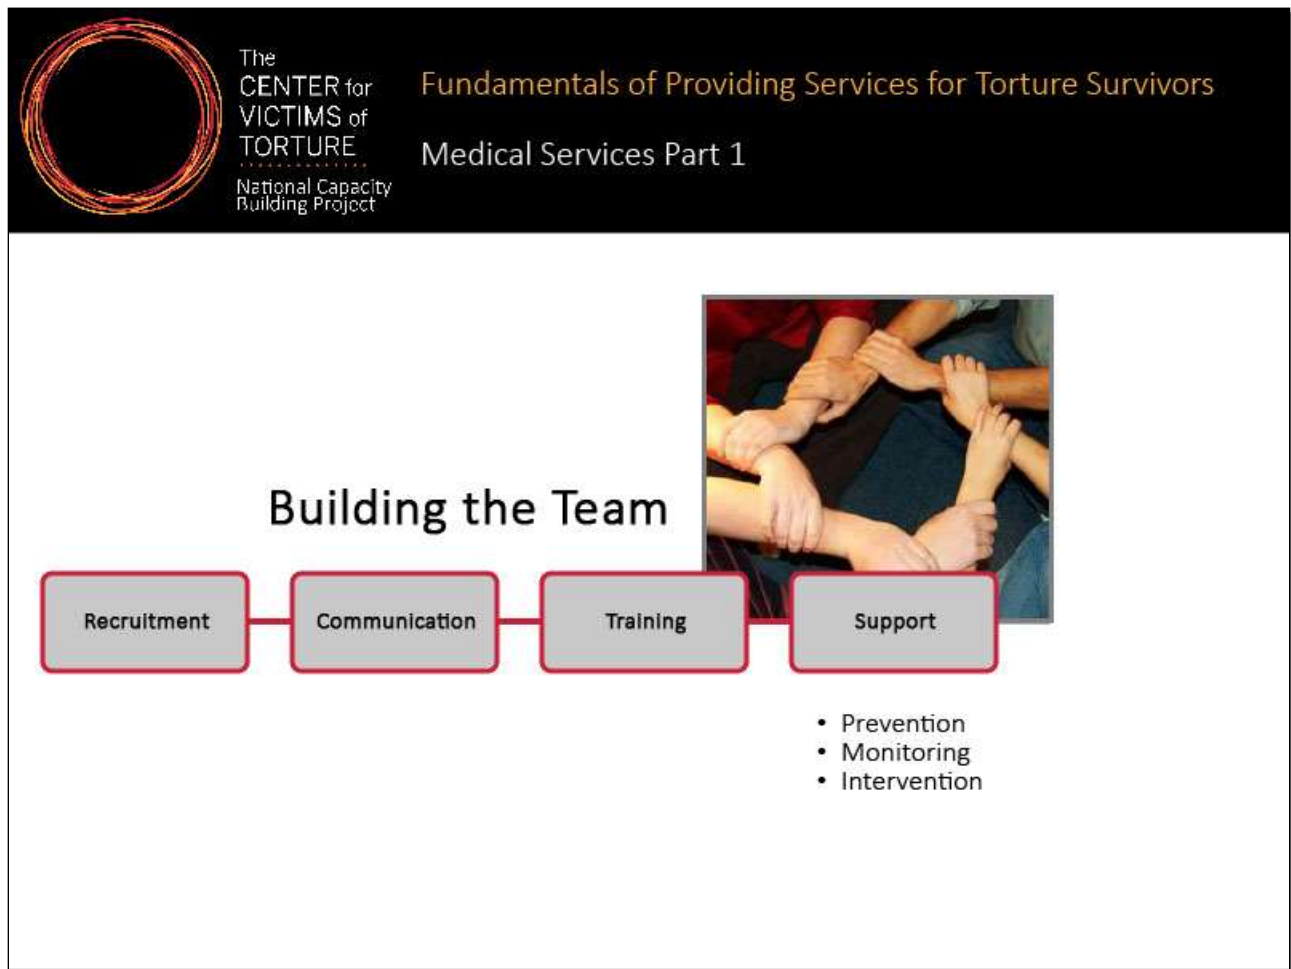 The
CENTER for
VICTIMS of
TORTURE
National Capacity
Building Project
Fundamentals of Providing Services for Torture Survivors
Medical Services Part 1
Building the Team
Recruitment
Communication
Training
Support
• Prevention
• Monitoring
• Intervention